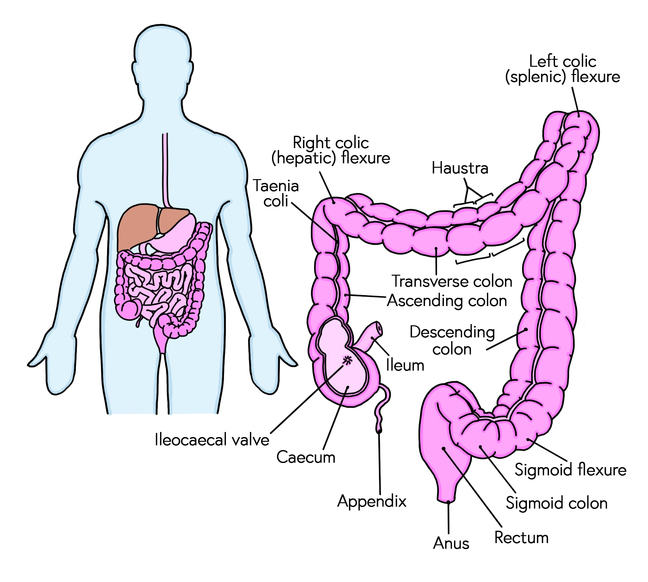 Left colic
(splenic) flexure
Right colic
(hepatic) flexure
Haustra
Taenia
coli
Transverse colon
Ascending colon
Descending
colon
Ileum
Ileocaecal valve
Caecum
Sigmoid flexure
Appendix
Sigmoid colon
Rectum
Anus